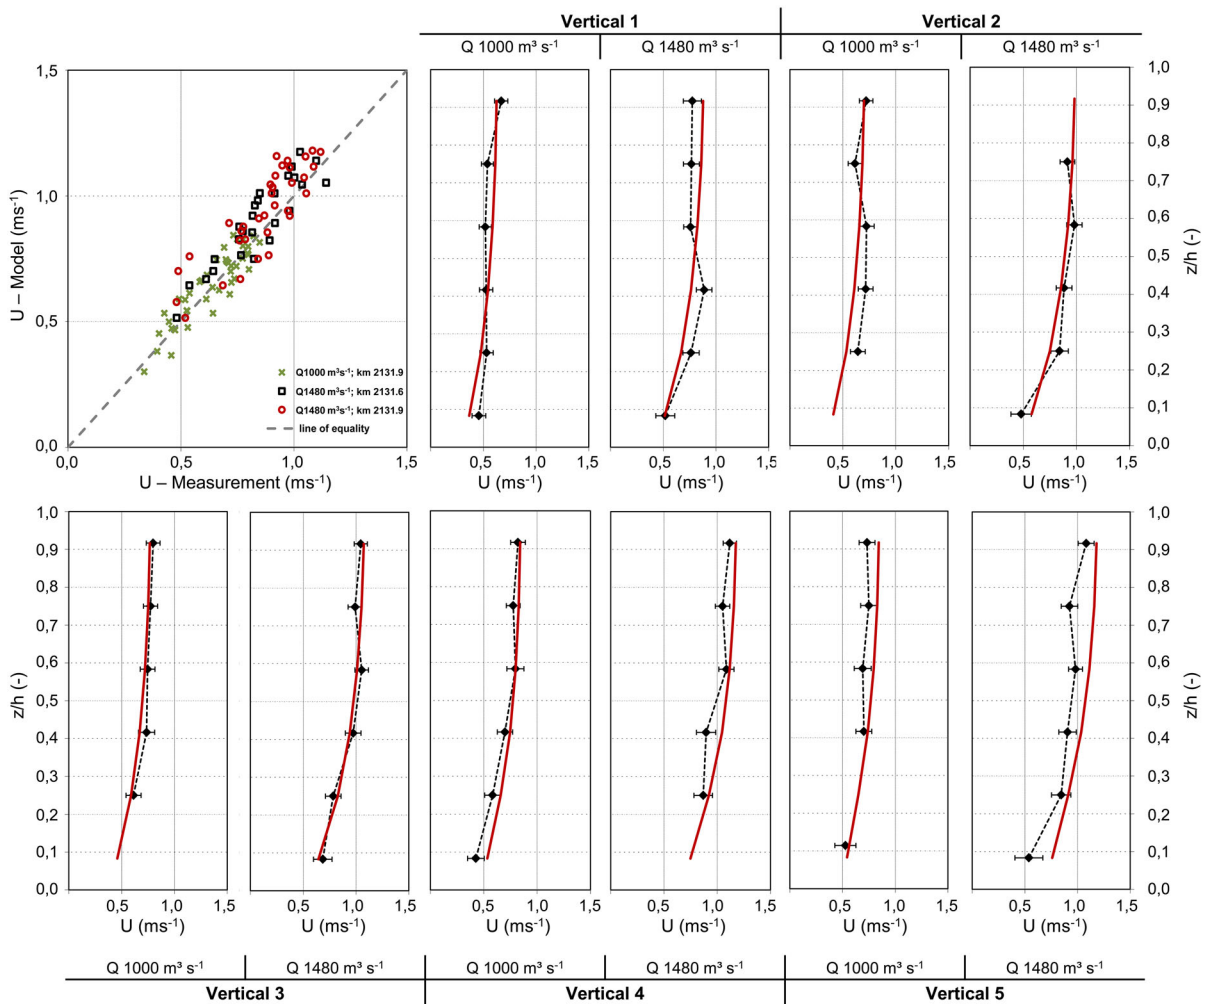 Vertical 1
Vertical 2
Q 1000 m³ s⁻¹
Q 1480 m³ s⁻¹
Q 1000 m³ s⁻¹
Q 1480 m³ s⁻¹
1,5
1,0
0,5
0,0
U – Model (ms⁻¹)
Q1000 m³s⁻¹; km 2131.9
Q1480 m³s⁻¹; km 2131.6
Q1480 m³s⁻¹; km 2131.9
line of equality
0,0
0,5
1,0
1,5
U – Measurement (ms⁻¹)
0,5
1,0
1,5
U (ms⁻¹)
0,5
1,0
1,5
U (ms⁻¹)
0,5
1,0
1,5
U (ms⁻¹)
0,5
1,0
1,5
U (ms⁻¹)
1,0
0,9
0,8
0,7
0,6
0,5
0,4
0,3
0,2
0,1
0,0
z/h (-)
1,0
0,9
0,8
0,7
0,6
0,5
0,4
0,3
0,2
0,1
0,0
z/h (-)
0,5
1,0
1,5
U (ms⁻¹)
0,5
1,0
1,5
U (ms⁻¹)
0,5
1,0
1,5
U (ms⁻¹)
0,5
1,0
1,5
U (ms⁻¹)
0,5
1,0
1,5
U (ms⁻¹)
0,5
1,0
1,5
U (ms⁻¹)
1,0
0,9
0,8
0,7
0,6
0,5
0,4
0,3
0,2
0,1
0,0
z/h (-)
Q 1000 m³ s⁻¹
Q 1480 m³ s⁻¹
Q 1000 m³ s⁻¹
Q 1480 m³ s⁻¹
Q 1000 m³ s⁻¹
Q 1480 m³ s⁻¹
Vertical 3
Vertical 4
Vertical 5